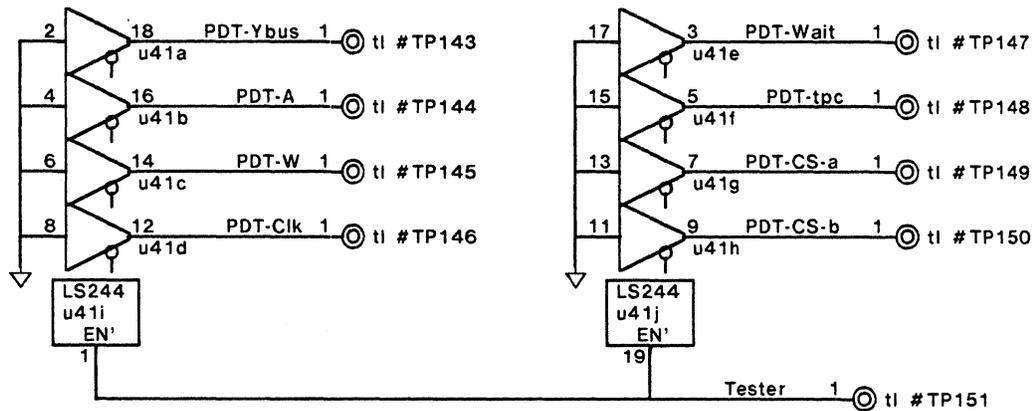 2 18 PDT-Ybus 1 tl #TP143
u41a
4 16 PDT-A 1 tl #TP144
u41b
6 14 PDT-W 1 tl #TP145
u41c
8 12 PDT-Clk 1 tl #TP146
u41d
LS244
u41i
EN'
1
17 3 PDT-Wait 1 tl #TP147
u41e
15 5 PDT-tpc 1 tl #TP148
u41f
13 7 PDT-CS-a 1 tl #TP149
u41g
11 9 PDT-CS-b 1 tl #TP150
u41h
LS244
u41j
EN'
19
Tester 1 tl #TP151